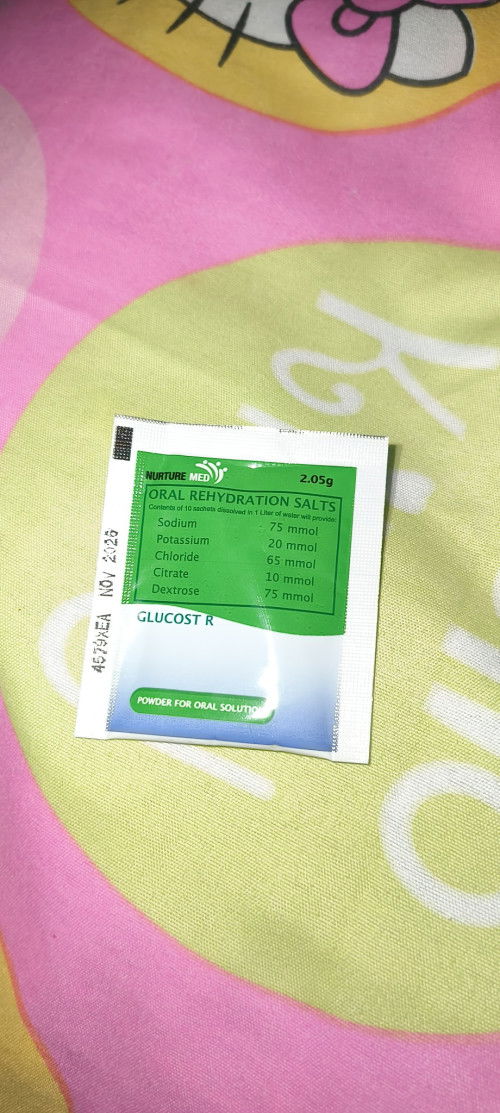 NURTURE MED
2.05g
ORAL REHYDRATION SALTS
Contents of 10 sachets dissolved in 1 Liter of water will provide:
Sodium : 75 mmol
Potassium 20 mmol
Chloride 65 mmol
Citrate 10 mmol
Dextrose 75 mmol
GLUCOST R
POWDER FOR ORAL SOLUTION
4579XEA NOV 2026